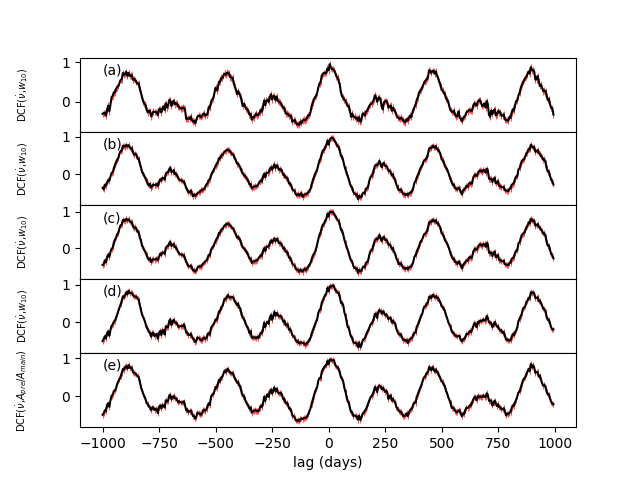 (a)
1
0
DCF(ν̇,w₁₀)
(b)
1
0
DCF(ν̇,w₁₀)
(c)
1
0
DCF(ν̇,w₁₀)
(d)
1
0
DCF(ν̇,w₁₀)
(e)
1
0
DCF(ν̇,Aₚᵣₑ/Aₘₐᵢₙ)
−1000 −750 −500 −250 0 250 500 750 1000
lag (days)